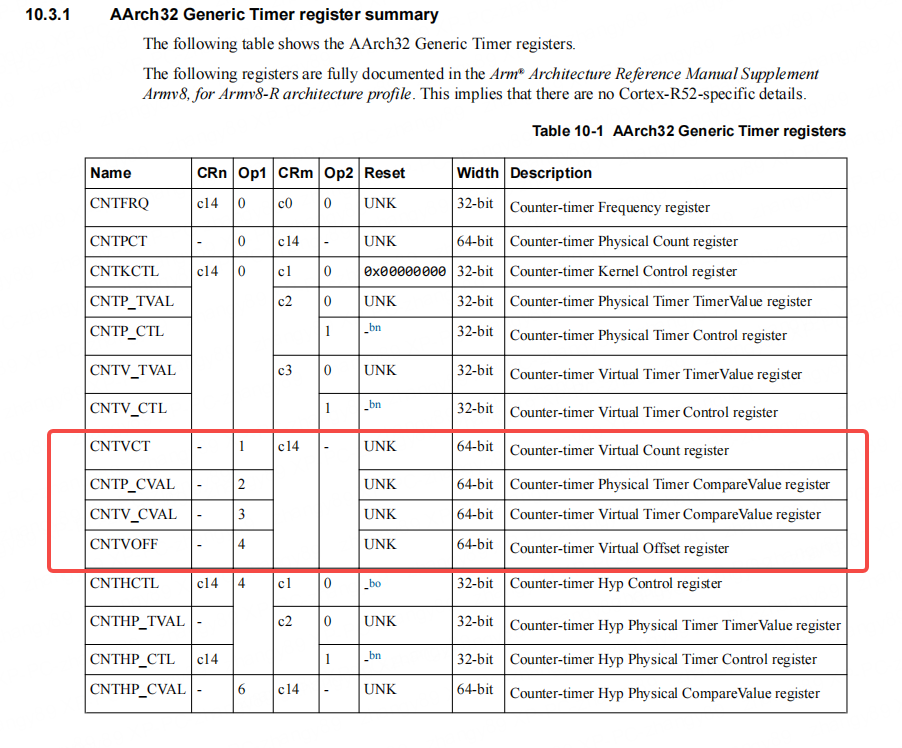 10.3.1 AArch32 Generic Timer register summary
The following table shows the AArch32 Generic Timer registers.
The following registers are fully documented in the Arm® Architecture Reference Manual Supplement
Armv8, for Armv8-R architecture profile. This implies that there are no Cortex-R52-specific details.
Table 10-1 AArch32 Generic Timer registers
Name CRn Op1 CRm Op2 Reset Width Description
CNTFRQ c14 0 c0 0 UNK 32-bit Counter-timer Frequency register
CNTPCT - 0 c14 - UNK 64-bit Counter-timer Physical Count register
CNTKCTL c14 0 c1 0 0x00000000 32-bit Counter-timer Kernel Control register
CNTP_TVAL c2 0 UNK 32-bit Counter-timer Physical Timer TimerValue register
CNTP_CTL 1 -bn 32-bit Counter-timer Physical Timer Control register
CNTV_TVAL c3 0 UNK 32-bit Counter-timer Virtual Timer TimerValue register
CNTV_CTL 1 -bn 32-bit Counter-timer Virtual Timer Control register
CNTVCT - 1 c14 - UNK 64-bit Counter-timer Virtual Count register
CNTP_CVAL - 2 UNK 64-bit Counter-timer Physical Timer CompareValue register
CNTV_CVAL - 3 UNK 64-bit Counter-timer Virtual Timer CompareValue register
CNTVOFF - 4 UNK 64-bit Counter-timer Virtual Offset register
CNTHCTL c14 4 c1 0 -bo 32-bit Counter-timer Hyp Control register
CNTHP_TVAL - c2 0 UNK 32-bit Counter-timer Hyp Physical Timer TimerValue register
CNTHP_CTL c14 1 -bn 32-bit Counter-timer Hyp Physical Timer Control register
CNTHP_CVAL - 6 c14 - UNK 64-bit Counter-timer Hyp Physical CompareValue register